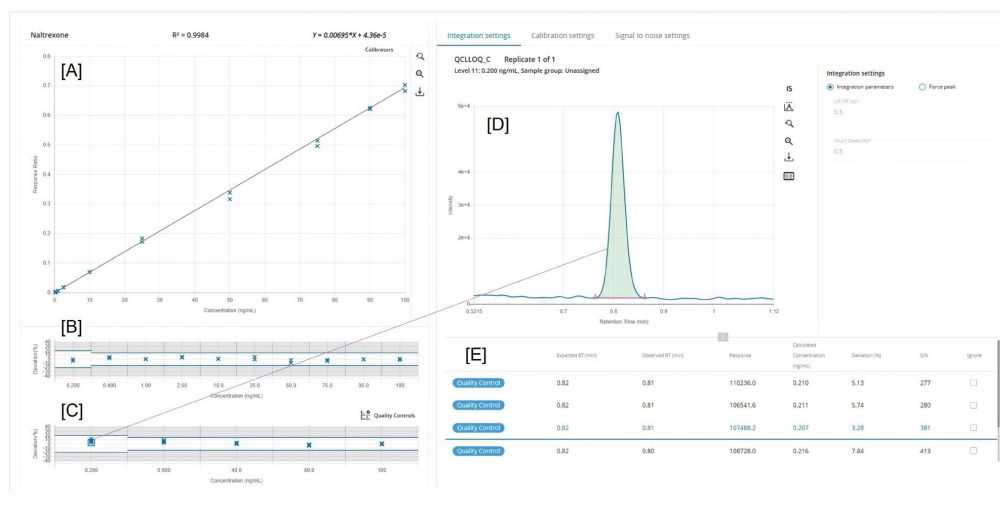 Naltrexone R² = 0.9984 Y = 0.00695*X + 4.36e-5
Calibrators
[A]
0.8
0.7
0.6
0.5
0.4
0.3
0.2
0.1
0
Response Ratio
0 10 20 30 40 50 60 70 80 90 100
Concentration (ng/mL)
[B]
Deviation (%)
0.200 0.400 1.00 2.50 10.0 25.0 50.0 75.0 90.0 100
Concentration (ng/mL)
[C]
Quality Controls
Deviation (%)
0.200 0.600 40.0 80.0 100
Concentration (ng/mL)
Integration settings Calibration settings Signal to noise settings
QCLLOQ_C Replicate 1 of 1
Level 11: 0.200 ng/mL, Sample group: Unassigned
IS
[D]
6e+4
4e+4
3e+4
2e+4
0
Intensity
0.5215 0.7 0.8 0.9 1 1.12
Retention Time (min)
Integration settings
Integration parameters Force peak
Lift Off (%)*
0.5
Touch Down (%)*
0.5
[E]
Expected RT (min) Observed RT (min) Response Calculated Concentration (ng/mL) Deviation (%) S/N Ignore
Quality Control 0.82 0.81 110236.0 0.210 5.13 277
Quality Control 0.82 0.81 106541.6 0.211 5.74 280
Quality Control 0.82 0.81 107488.2 0.207 3.28 381
Quality Control 0.82 0.80 108728.0 0.216 7.84 413